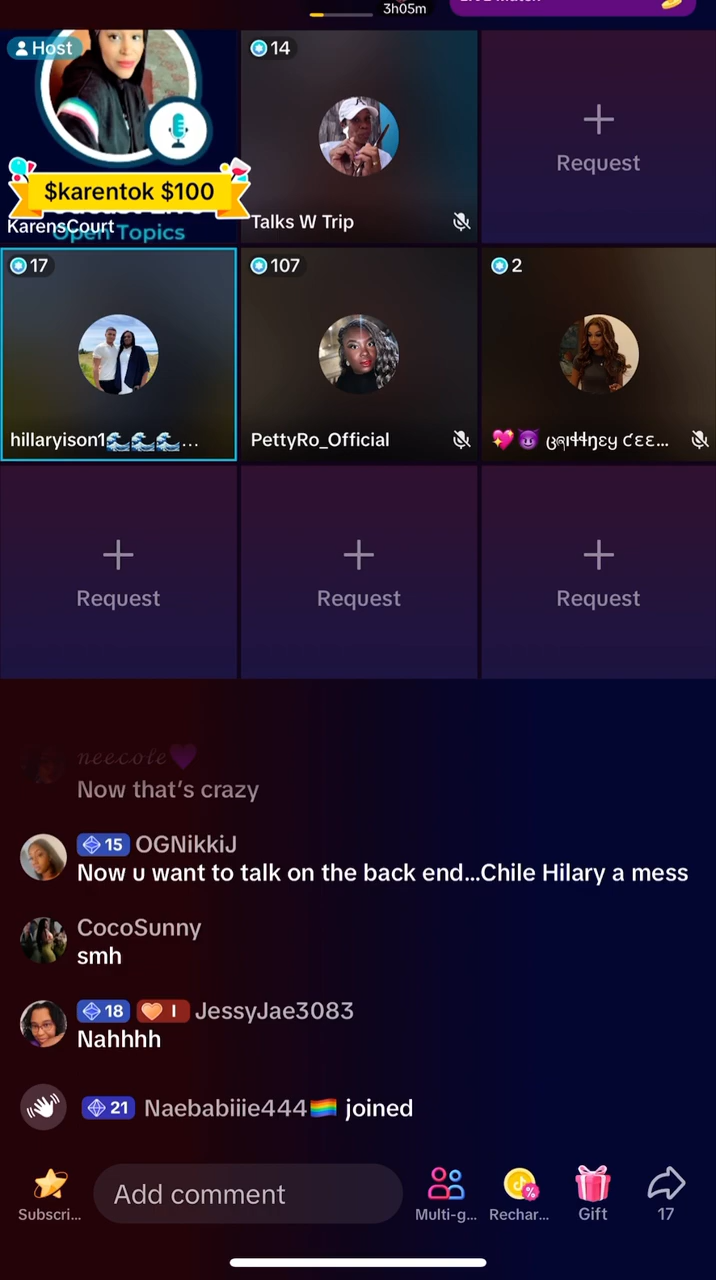 3h05m
Host
$karentok $100
KarensCourt
Open Topics
14
Talks W Trip
Request
17
hillaryison1🌊🌊🌊...
107
PettyRo_Official
2
Request
Request
Request
neecole💜
Now that's crazy
15 OGNikkiJ
Now u want to talk on the back end...Chile Hilary a mess
CocoSunny
smh
18 I JessyJae3083
Nahhhh
21 Naebabiiie444🏳️‍🌈 joined
Add comment
Subscri...
Multi-g...
Rechar...
Gift
17